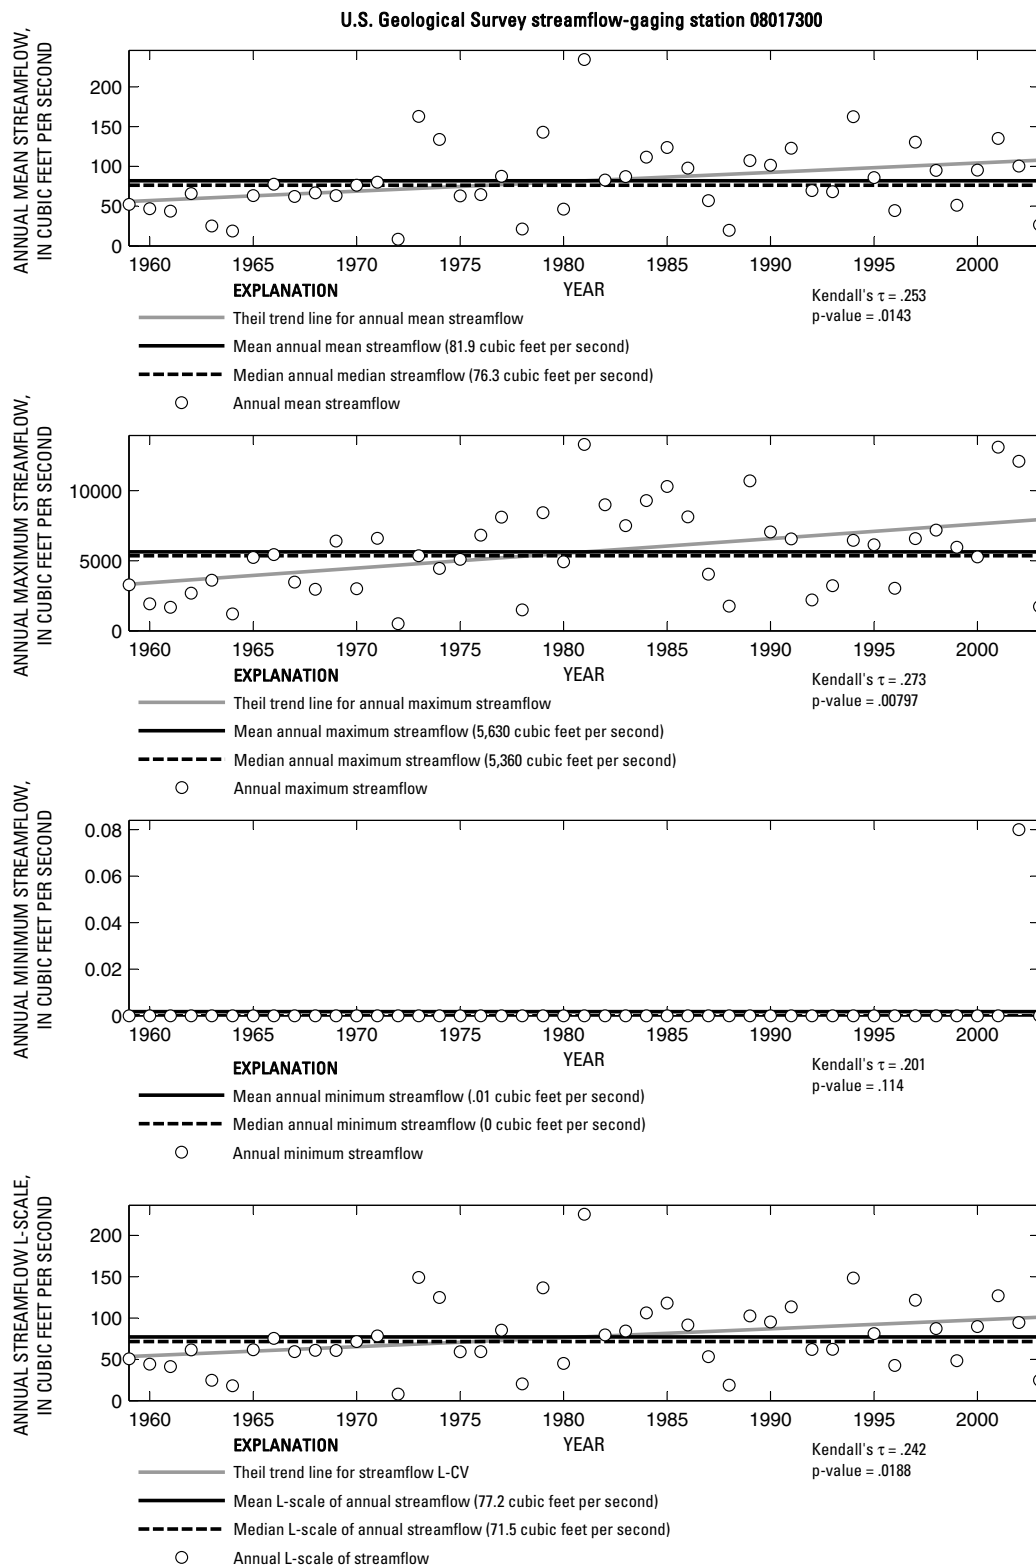 U.S. Geological Survey streamflow-gaging station 08017300
ANNUAL MEAN STREAMFLOW,
IN CUBIC FEET PER SECOND
200
150
100
50
0
1960 1965 1970 1975 1980 1985 1990 1995 2000
YEAR
EXPLANATION
Theil trend line for annual mean streamflow
Mean annual mean streamflow (81.9 cubic feet per second)
Median annual median streamflow (76.3 cubic feet per second)
Annual mean streamflow
Kendall's τ = .253
p-value = .0143
ANNUAL MAXIMUM STREAMFLOW,
IN CUBIC FEET PER SECOND
10000
5000
0
1960 1965 1970 1975 1980 1985 1990 1995 2000
YEAR
EXPLANATION
Theil trend line for annual maximum streamflow
Mean annual maximum streamflow (5,630 cubic feet per second)
Median annual maximum streamflow (5,360 cubic feet per second)
Annual maximum streamflow
Kendall's τ = .273
p-value = .00797
ANNUAL MINIMUM STREAMFLOW,
IN CUBIC FEET PER SECOND
0.08
0.06
0.04
0.02
0
1960 1965 1970 1975 1980 1985 1990 1995 2000
YEAR
EXPLANATION
Mean annual minimum streamflow (.01 cubic feet per second)
Median annual minimum streamflow (0 cubic feet per second)
Annual minimum streamflow
Kendall's τ = .201
p-value = .114
ANNUAL STREAMFLOW L-SCALE,
IN CUBIC FEET PER SECOND
200
150
100
50
0
1960 1965 1970 1975 1980 1985 1990 1995 2000
YEAR
EXPLANATION
Theil trend line for streamflow L-CV
Mean L-scale of annual streamflow (77.2 cubic feet per second)
Median L-scale of annual streamflow (71.5 cubic feet per second)
Annual L-scale of streamflow
Kendall's τ = .242
p-value = .0188